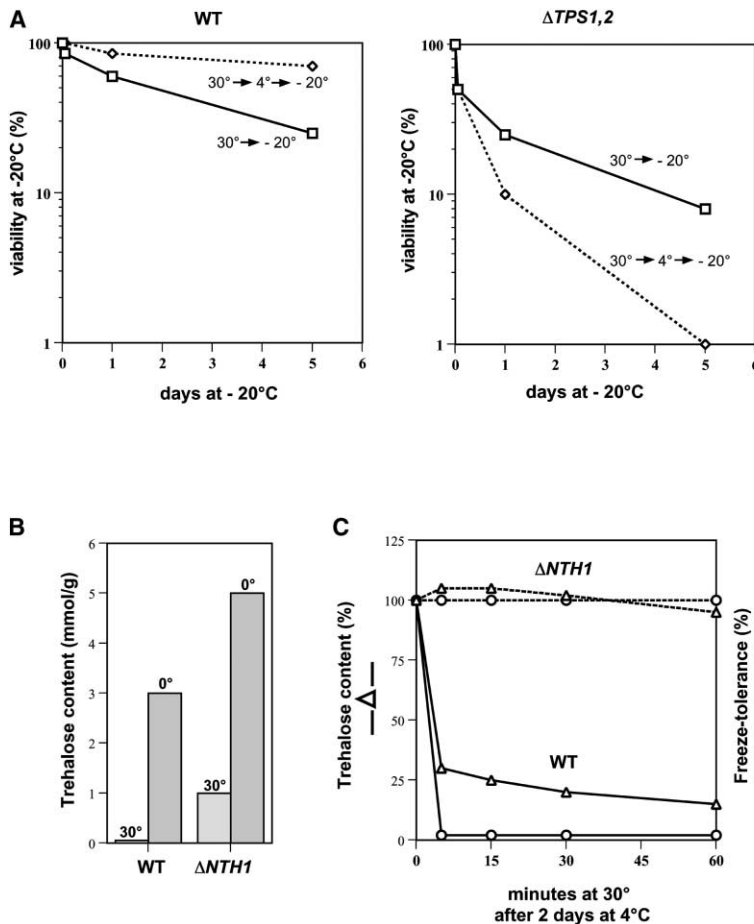 A
WT
ΔTPS1,2
viability at -20°C (%)
100
10
1
30°→ 4°→ - 20°
30°→ - 20°
0 1 2 3 4 5 6
days at - 20°C
viability at -20°C (%)
100
10
1
30°→ - 20°
30°→ 4°→ - 20°
0 1 2 3 4 5 6
days at - 20°C
B
Trehalose content (mmol/g)
6
5
4
3
2
1
0
30°
0°
30°
0°
WT ΔNTH1
C
Trehalose content (%)
125
100
75
50
25
0
ΔNTH1
WT
Freeze-tolerance (%)
0 15 30 45 60
minutes at 30°
after 2 days at 4°C